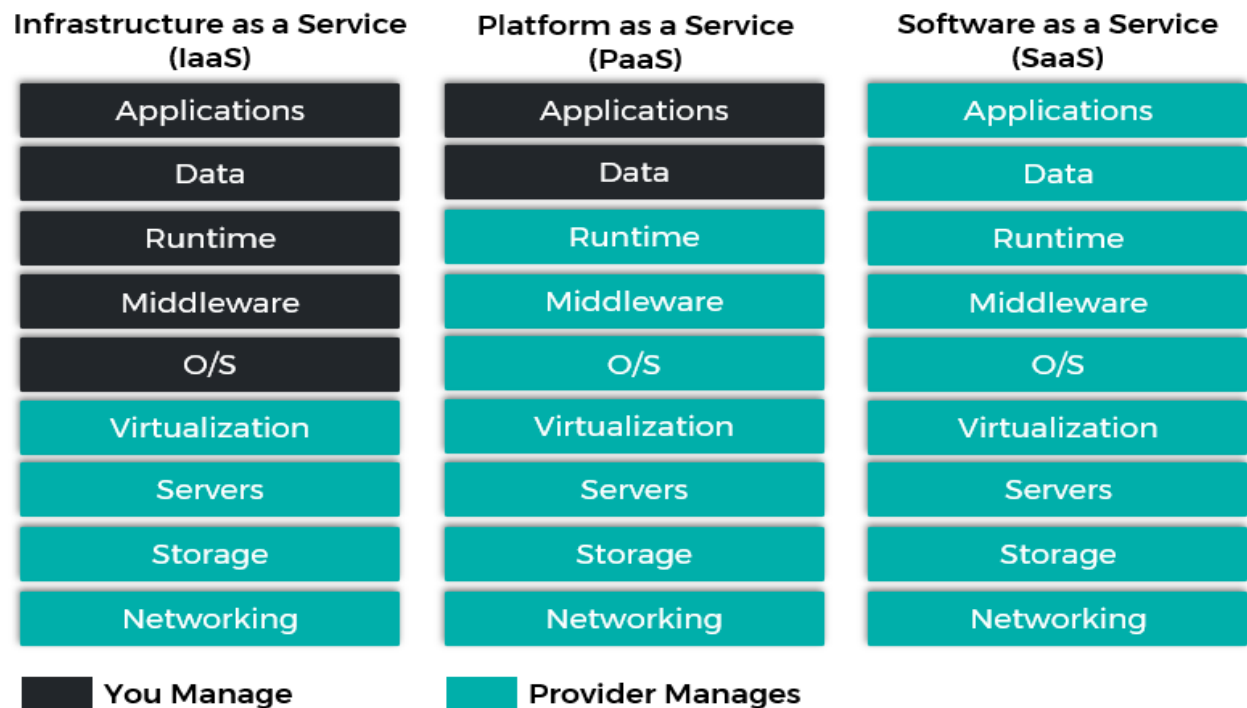 Infrastructure as a Service
(IaaS)
Applications
Data
Runtime
Middleware
O/S
Virtualization
Servers
Storage
Networking
Platform as a Service
(PaaS)
Applications
Data
Runtime
Middleware
O/S
Virtualization
Servers
Storage
Networking
Software as a Service
(SaaS)
Applications
Data
Runtime
Middleware
O/S
Virtualization
Servers
Storage
Networking
You Manage
Provider Manages